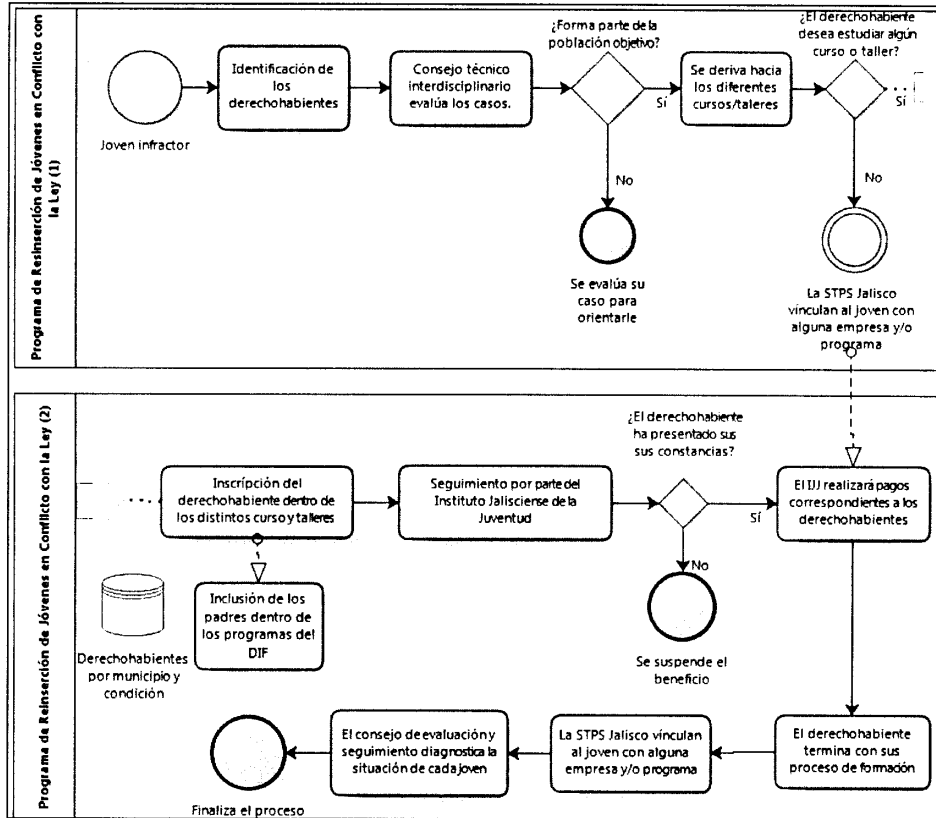 Programa de Resinserción de Jóvenes en Conflicto con
la Ley (1)
Joven infractor
Identificación de
los
derechohabientes
Consejo técnico
interdisciplinario
evalúa los casos.
¿Forma parte de la
población objetivo?
Sí
No
Se evalúa su
caso para
orientarle
Se deriva hacia
los diferentes
cursos/taleres
¿El derechohabiente
desea estudiar algún
curso o taller?
Sí
No
La STPS Jalisco
vínculan al joven con
alguna empresa y/o
programa
Programa de Reinserción de Jóvenes en Conflicto con la Ley (2)
Inscrípción del
derechohabiente dentro de
los distintos curso y talleres
Inclusión de los
padres dentro de
los programas del
DIF
Derechohabientes
por municipio y
condición
Seguimiento por parte del
Instituto Jalisciense de la
Juventud
¿El derechohabiente
ha presentado sus
sus constancias?
Sí
No
Se suspende el
beneficio
El IJJ realizará pagos
correspondientes a los
derechohabientes
El derechohabiente
termina con sus
proceso de formación
La STPS Jalisco vínculan
al joven con alguna
empresa y/o programa
El consejo de evaluación y
seguimiento diagnostica la
situación de cada joven
Finaliza el proceso